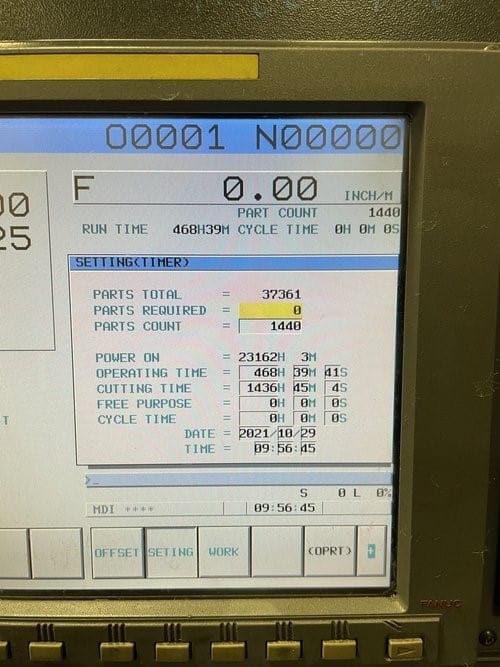 O0001 N00000
00
25
F 0.00 INCH/M
PART COUNT 1440
RUN TIME 468H39M CYCLE TIME 0H 0M 0S
SETTING(TIMER)
PARTS TOTAL = 37361
PARTS REQUIRED = 0
PARTS COUNT = 1440
POWER ON = 23162H 3M
OPERATING TIME = 468H 39M 41S
CUTTING TIME = 1436H 45M 4S
FREE PURPOSE = 0H 0M 0S
CYCLE TIME = 0H 0M 0S
DATE = 2021/10/29
TIME = 09:56:45
T
>_
S 0 L 0%
MDI **** 09:56:45
OFFSET SETING WORK (OPRT) +
FANUC